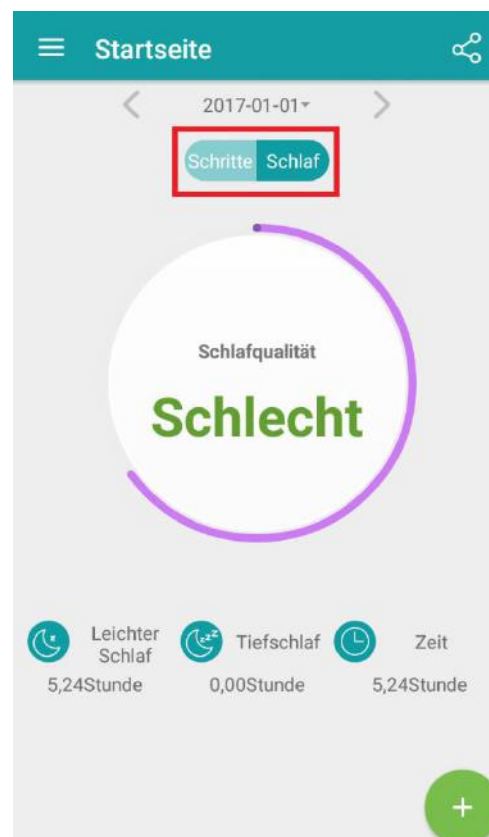 Startseite
2017-01-01
Schritte Schlaf
Schlafqualität
Schlecht
Leichter Schlaf
Tiefschlaf
Zeit
5,24Stunde
0,00Stunde
5,24Stunde
+